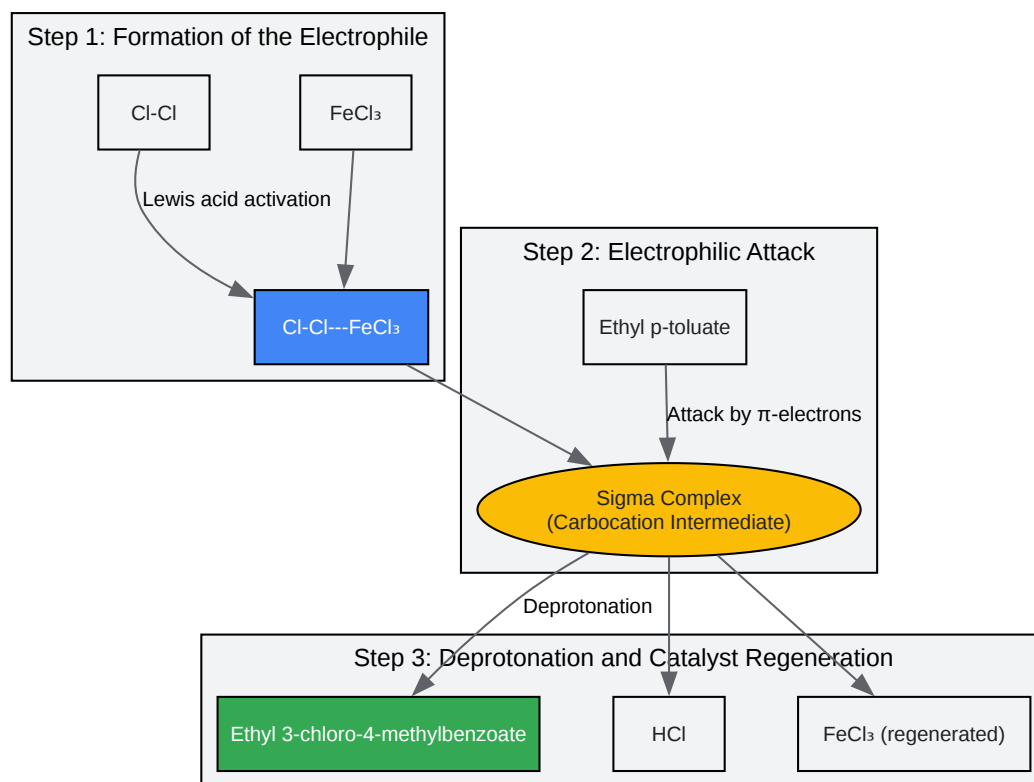 Step 1: Formation of the Electrophile
Cl-Cl
FeCl₃
Lewis acid activation
Cl-Cl---FeCl₃
Step 2: Electrophilic Attack
Ethyl p-toluate
Attack by π-electrons
Sigma Complex
(Carbocation Intermediate)
Deprotonation
Step 3: Deprotonation and Catalyst Regeneration
Ethyl 3-chloro-4-methylbenzoate
HCl
FeCl₃ (regenerated)